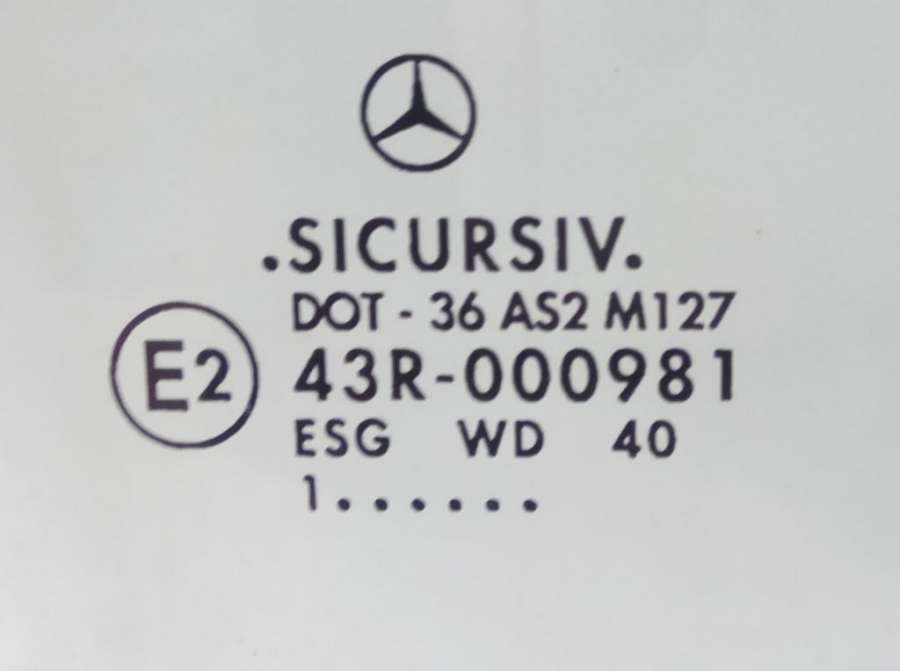 .SICURSIV.
DOT - 36 AS2 M127
E2
43R-000981
ESG WD 40
1......